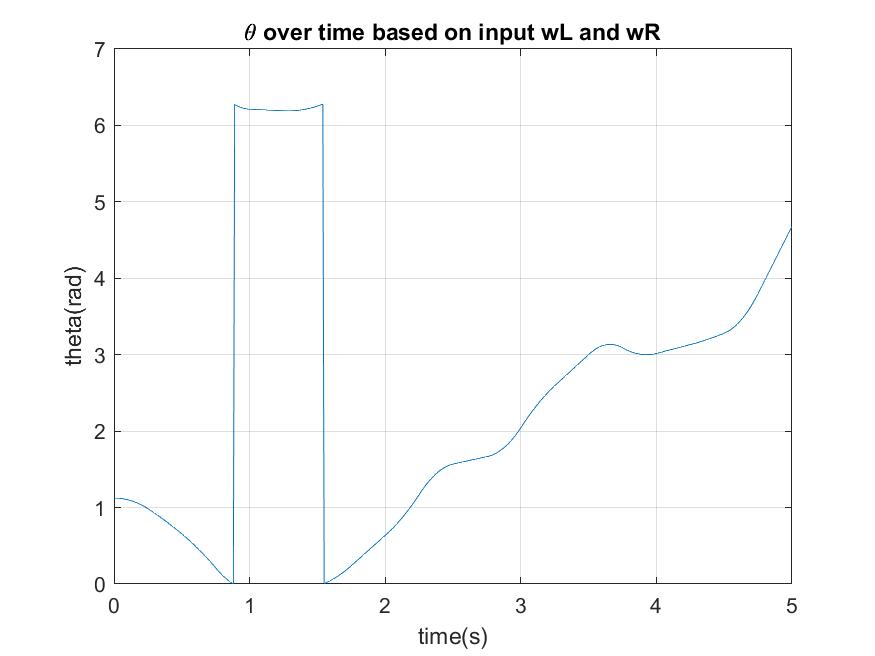 θ over time based on input wL and wR
7
6
5
4
3
2
1
0
theta(rad)
0 1 2 3 4 5
time(s)